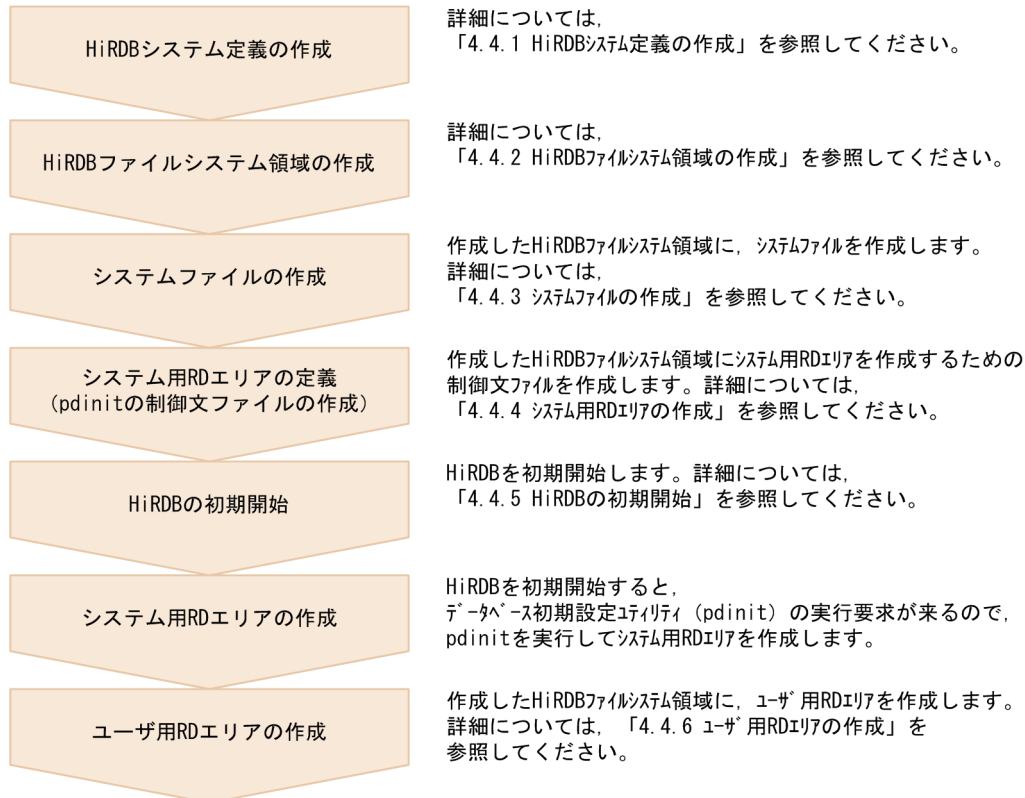 HiRDBシステム定義の作成
詳細については，
「4.4.1 HiRDBｼｽﾃﾑ定義の作成」を参照してください。
HiRDBファイルシステム領域の作成
詳細については，
「4.4.2 HiRDBﾌｧｲﾙｼｽﾃﾑ領域の作成」を参照してください。
システムファイルの作成
作成したHiRDBﾌｧｲﾙｼｽﾃﾑ領域に，ｼｽﾃﾑﾌｧｲﾙを作成します。
詳細については，
「4.4.3 ｼｽﾃﾑﾌｧｲﾙの作成」を参照してください。
システム用RDエリアの定義
（pdinitの制御文ファイルの作成）
作成したHiRDBﾌｧｲﾙｼｽﾃﾑ領域にｼｽﾃﾑ用RDｴﾘｱを作成するための
制御文ﾌｧｲﾙを作成します。詳細については，
「4.4.4 ｼｽﾃﾑ用RDｴﾘｱの作成」を参照してください。
HiRDBの初期開始
HiRDBを初期開始します。詳細については，
「4.4.5 HiRDBの初期開始」を参照してください。
システム用RDエリアの作成
HiRDBを初期開始すると，
ﾃﾞｰﾀﾍﾞｰｽ初期設定ﾕﾃｨﾘﾃｨ（pdinit）の実行要求が来るので，
pdinitを実行してｼｽﾃﾑ用RDｴﾘｱを作成します。
ユーザ用RDエリアの作成
作成したHiRDBﾌｧｲﾙｼｽﾃﾑ領域に，ﾕｰｻﾞ用RDｴﾘｱを作成します。
詳細については，「4.4.6 ﾕｰｻﾞ用RDｴﾘｱの作成」を
参照してください。